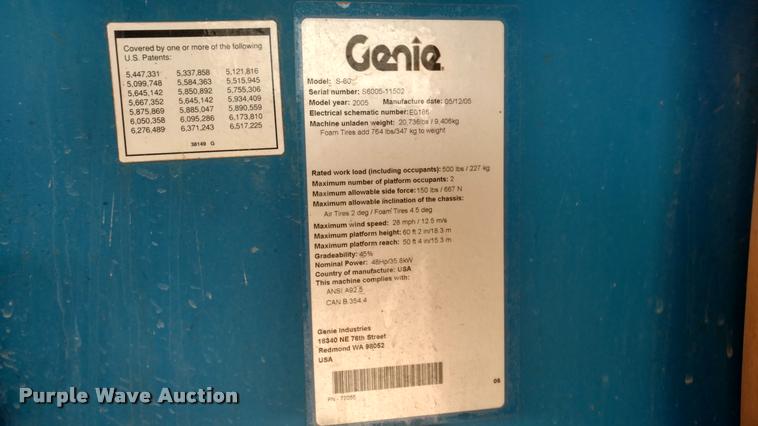 Covered by one or more of the following
U.S. Patents:
5,447,331 5,337,858 5,121,816
5,099,748 5,584,363 5,515,945
5,645,142 5,850,892 5,755,306
5,667,352 5,645,142 5,934,409
5,875,869 5,885,047 5,890,559
6,050,358 6,095,286 6,173,810
6,276,489 6,371,243 6,517,225
38149 G
Genie
Model: S-60
Serial number: S6005-11502
Model year: 2005 Manufacture date: 05/12/05
Electrical schematic number: E0166
Machine unladen weight: 20,736lbs / 9,406kg
Foam Tires add 764 lbs/347 kg to weight
Rated work load (including occupants): 500 lbs / 227 kg
Maximum number of platform occupants: 2
Maximum allowable side force: 150 lbs / 667 N
Maximum allowable inclination of the chassis:
Air Tires 2 deg / Foam Tires 4.5 deg
Maximum wind speed: 28 mph / 12.5 m/s
Maximum platform height: 60 ft 2 in/18.3 m
Maximum platform reach: 50 ft 4 in/15.3 m
Gradeability: 45%
Nominal Power: 48Hp/35.8kW
Country of manufacture: USA
This machine complies with:
ANSI A92.5
CAN B.354.4
Genie Industries
18340 NE 76th Street
Redmond WA 98052
USA
PN - 72055
05
Purple Wave Auction